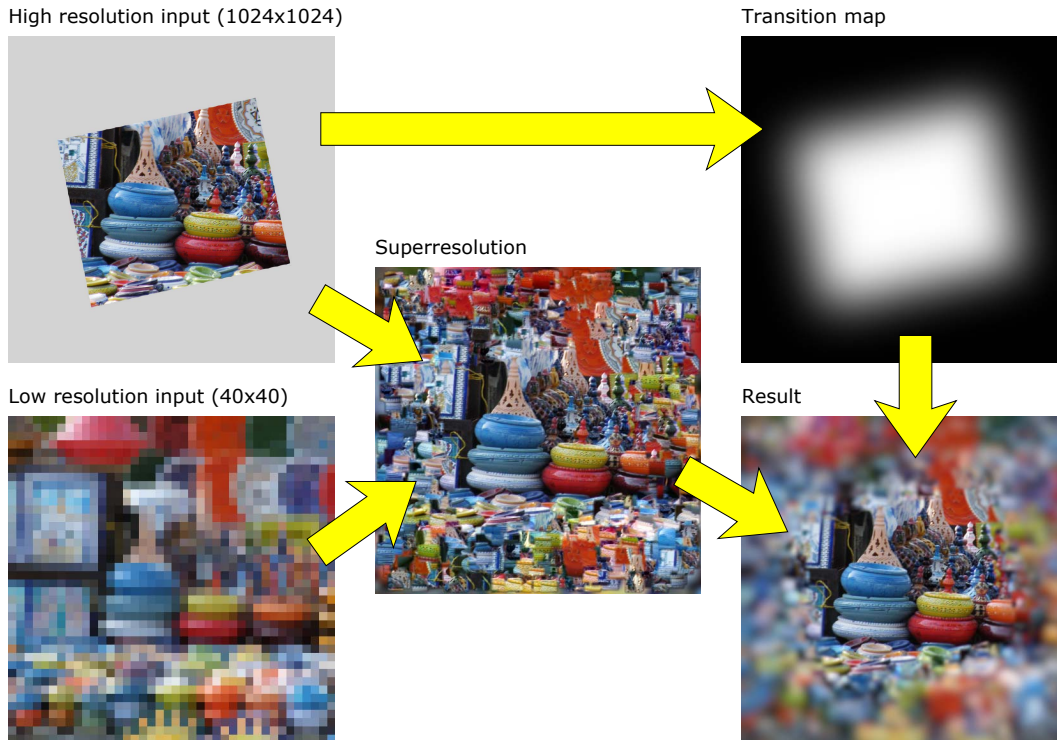 High resolution input (1024x1024)
Transition map
Superresolution
Low resolution input (40x40)
Result